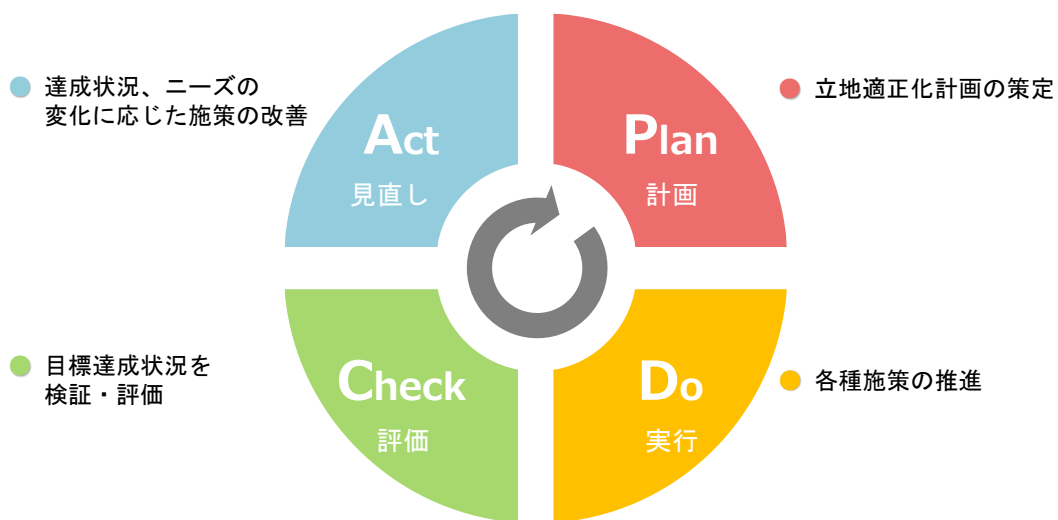 達成状況、ニーズの
変化に応じた施策の改善
Act
見直し
Plan
計画
立地適正化計画の策定
目標達成状況を
検証・評価
Check
評価
Do
実行
各種施策の推進